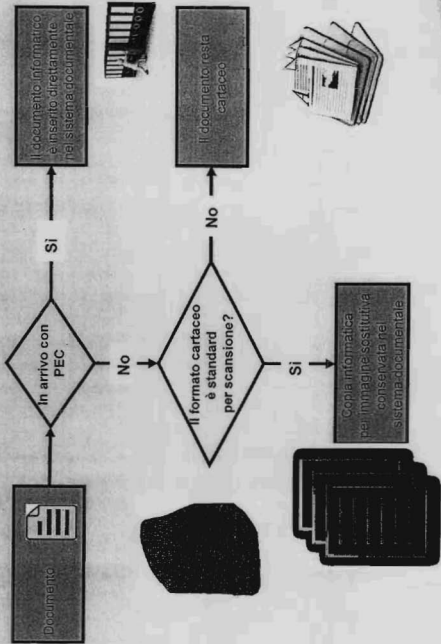 Documento
In arrivo con
PEC
Sì
Il documento informatico
è inserito direttamente
nel sistema documentale
No
Il formato cartaceo
è standard
per scansione?
No
Il documento resta
cartaceo
Si
Copia informatica
per immagine sostitutiva
conservata nel
sistema documentale